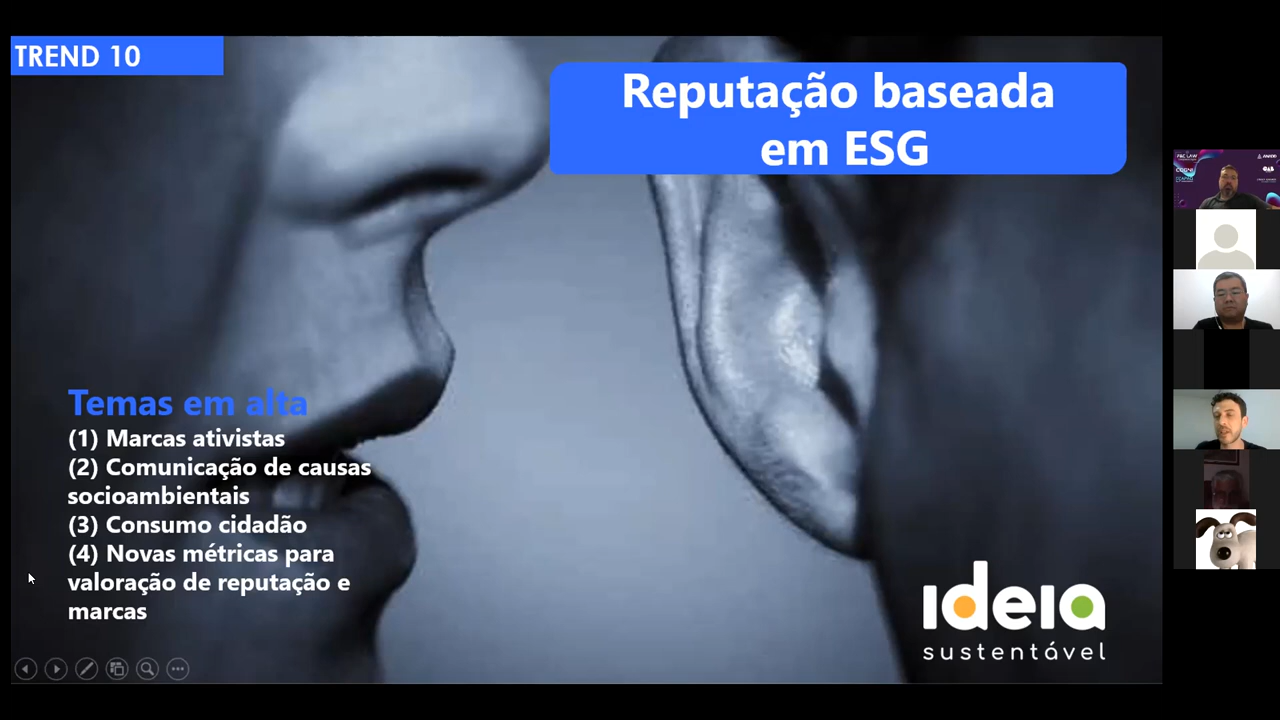 TREND 10
Reputação baseada
em ESG
Temas em alta
(1) Marcas ativistas
(2) Comunicação de causas
socioambientais
(3) Consumo cidadão
(4) Novas métricas para
valoração de reputação e
marcas
ideia
sustentável
OAB